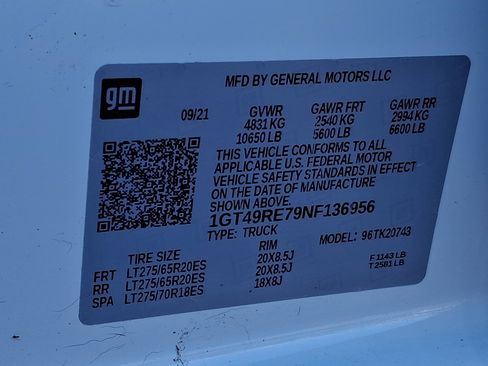 gm
MFD BY GENERAL MOTORS LLC
09/21 GVWR GAWR FRT GAWR RR
4831 KG 2540 KG 2994 KG
10650 LB 5600 LB 6600 LB
THIS VEHICLE CONFORMS TO ALL
APPLICABLE U.S. FEDERAL MOTOR
VEHICLE SAFETY STANDARDS IN EFFECT
ON THE DATE OF MANUFACTURE
SHOWN ABOVE.
1GT49RE79NF136956
TYPE: TRUCK MODEL: 96TK20743
TIRE SIZE RIM
FRT LT275/65R20ES 20X8.5J F 1143 LB
RR LT275/65R20ES 20X8.5J T 2581 LB
SPA LT275/70R18ES 18X8J